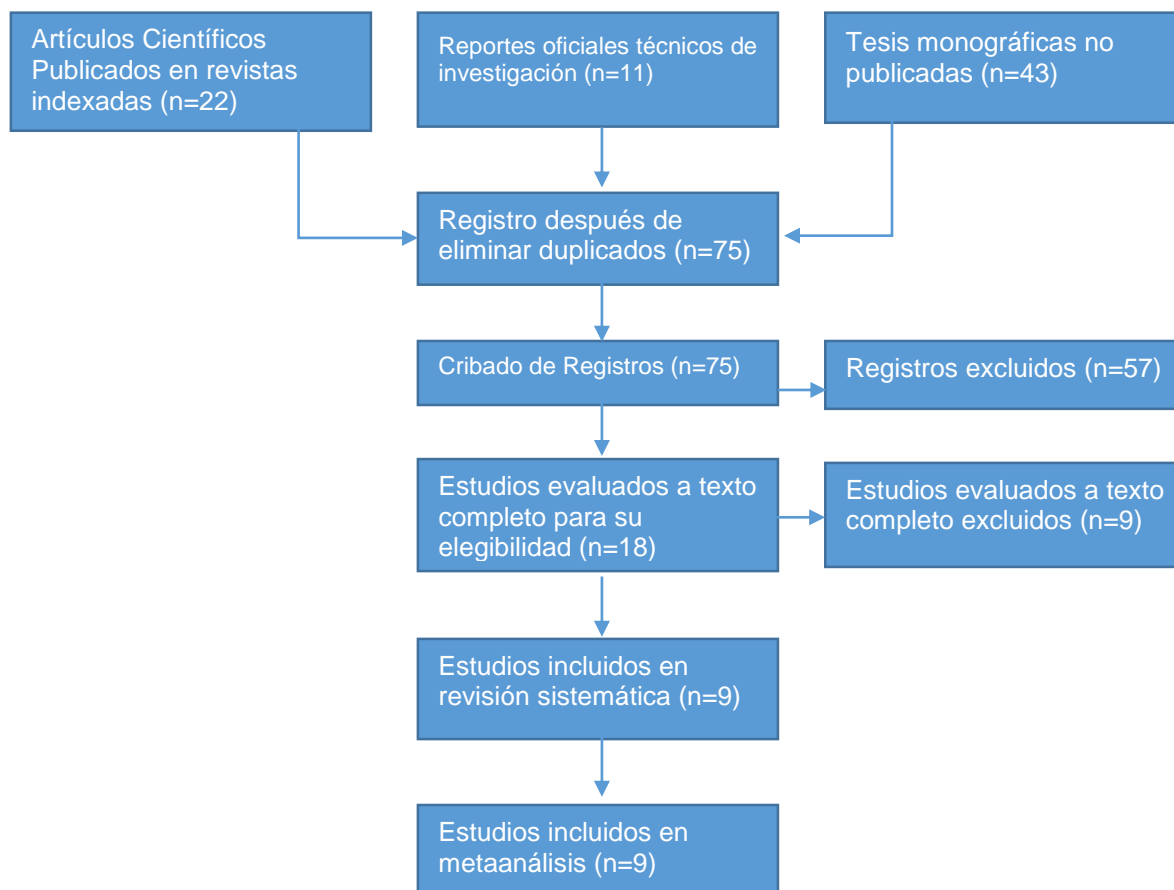 Artículos Científicos
Publicados en revistas
indexadas (n=22)
Reportes oficiales técnicos de
investigación (n=11)
Tesis monográficas no
publicadas (n=43)
Registro después de
eliminar duplicados (n=75)
Cribado de Registros (n=75)
Registros excluidos (n=57)
Estudios evaluados a texto
completo para su
elegibilidad (n=18)
Estudios evaluados a texto
completo excluidos (n=9)
Estudios incluidos en
revisión sistemática (n=9)
Estudios incluidos en
metaanálisis (n=9)